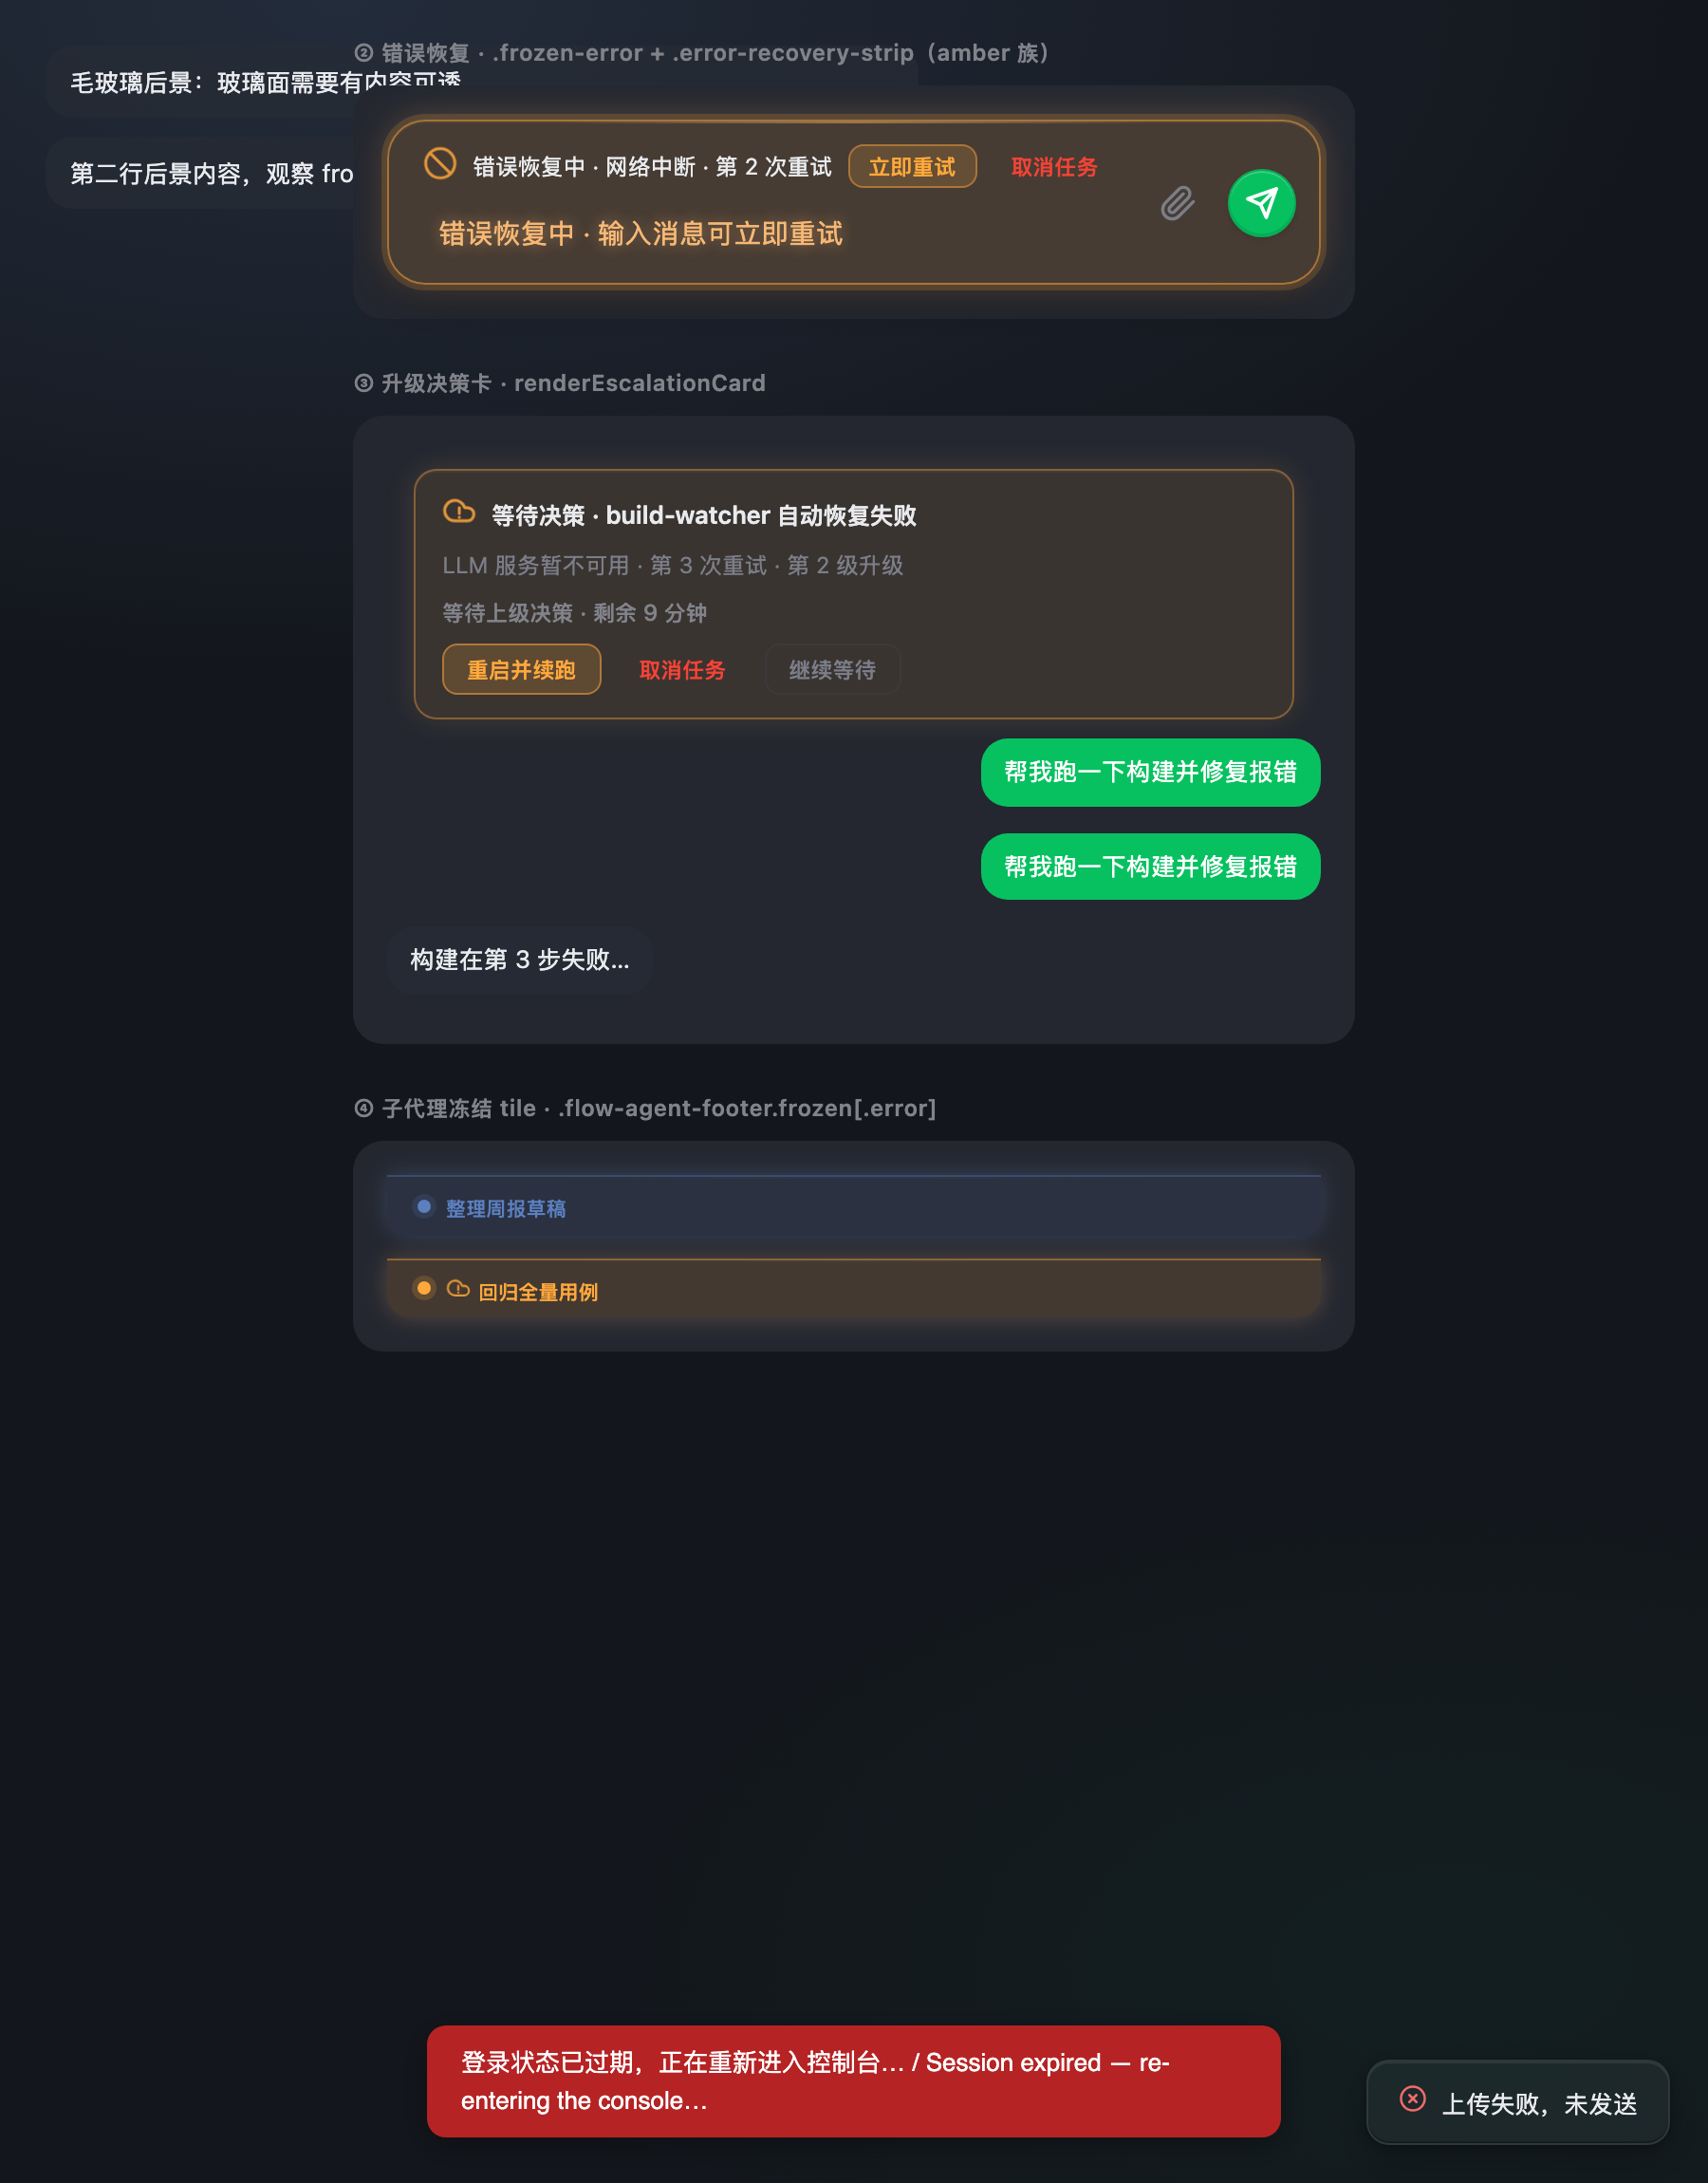 ② 错误恢复 · .frozen-error + .error-recovery-strip（amber 族）
毛玻璃后景：玻璃面需要有内容可透
第二行后景内容，观察 fro
错误恢复中 · 网络中断 · 第 2 次重试 立即重试 取消任务
错误恢复中 · 输入消息可立即重试
③ 升级决策卡 · renderEscalationCard
等待决策 · build-watcher 自动恢复失败
LLM 服务暂不可用 · 第 3 次重试 · 第 2 级升级
等待上级决策 · 剩余 9 分钟
重启并续跑 取消任务 继续等待
帮我跑一下构建并修复报错
帮我跑一下构建并修复报错
构建在第 3 步失败...
④ 子代理冻结 tile · .flow-agent-footer.frozen[.error]
整理周报草稿
回归全量用例
登录状态已过期，正在重新进入控制台… / Session expired — re-
entering the console…
上传失败，未发送